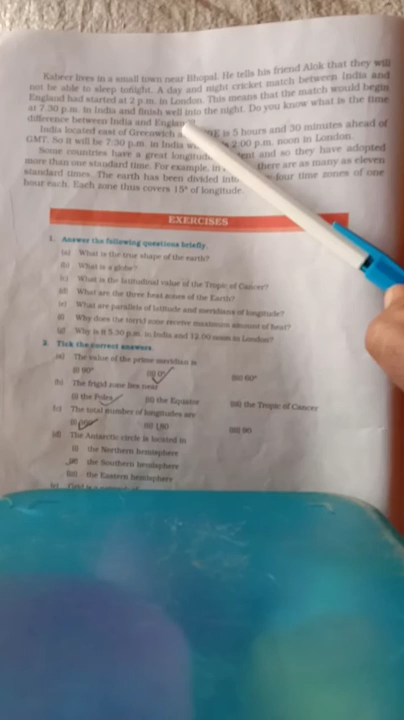 Kabeer lives in a small town near Bhopal. He tells his friend Alok that they will
not be able to sleep tonight. A day and night cricket match between India and
England had started at 2 p.m. in London. This means that the match would begin
at 7.30 p.m. in India and finish well into the night. Do you know what is the time
difference between India and England?
India located east of Greenwich at is 5 hours and 30 minutes ahead of
GMT. So it will be 7:30 p.m. in India 2.00 p.m. noon in London.
Some countries have a great longitudinal and so they have adopted
more than one standard time. For example, in there are as many as eleven
standard times. The earth has been divided into four time zones of one
hour each. Each zone thus covers 15° of longitude.
EXERCISES
1. Answer the following questions briefly.
(a) What is the true shape of the earth?
(b) What is a globe?
(c) What is the latitudinal value of the Tropic of Cancer?
(d) What are the three heat zones of the Earth?
(e) What are parallels of latitude and meridians of longitude?
(f) Why does the torrid zone receive maximum amount of heat?
(g) Why is it 5.30 p.m. in India and 12.00 noon in London?
2. Tick the correct answers.
(a) The value of the prime meridian is
(i) 90° (ii) 0° (iii) 60°
(b) The frigid zone lies near
(i) the Poles (ii) the Equator (iii) the Tropic of Cancer
(c) The total number of longitudes are
(i) (ii) 180 (iii) 90
(d) The Antarctic circle is located in
(i) the Northern hemisphere
(ii) the Southern hemisphere
(iii) the Eastern hemisphere
(e) Grid is a